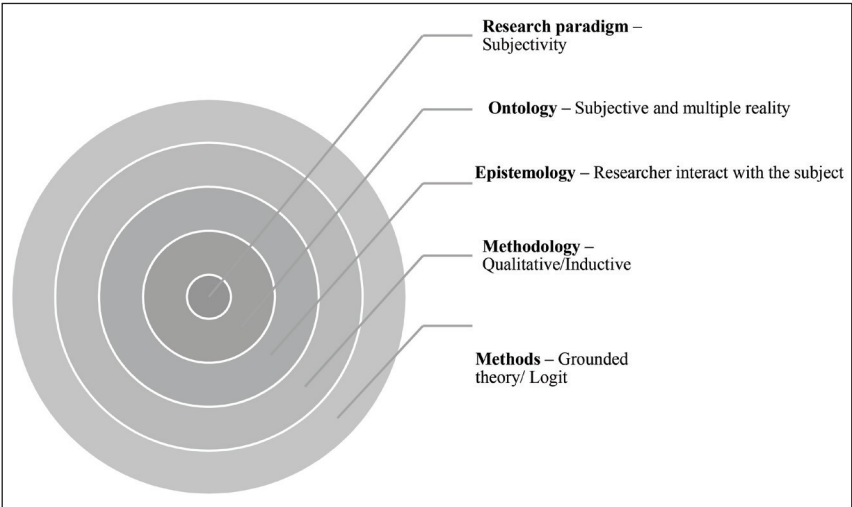 Research paradigm –
Subjectivity
Ontology – Subjective and multiple reality
Epistemology – Researcher interact with the subject
Methodology –
Qualitative/Inductive
Methods – Grounded
theory/ Logit